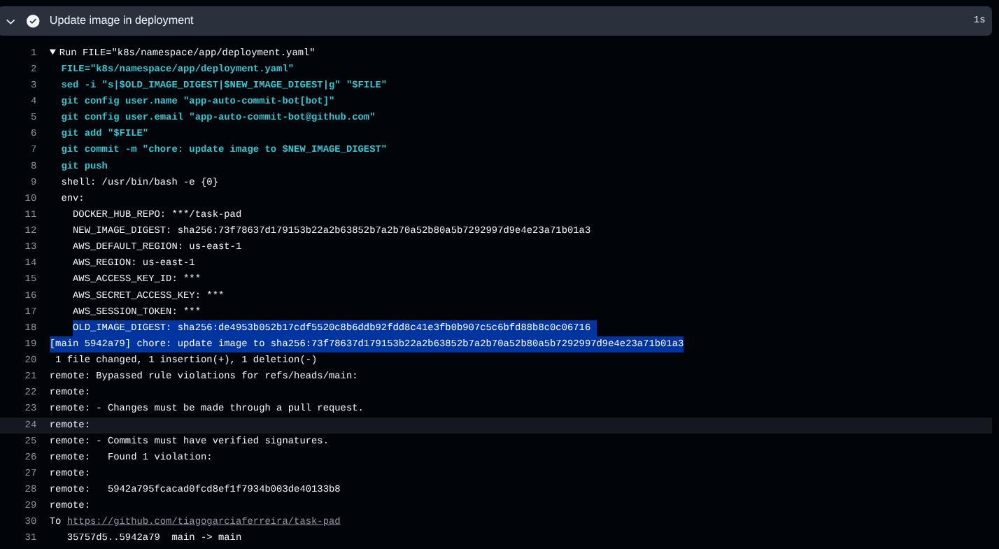 Update image in deployment 1s
1 Run FILE="k8s/namespace/app/deployment.yaml"
2 FILE="k8s/namespace/app/deployment.yaml"
3 sed -i "s|$OLD_IMAGE_DIGEST|$NEW_IMAGE_DIGEST|g" "$FILE"
4 git config user.name "app-auto-commit-bot[bot]"
5 git config user.email "app-auto-commit-bot@github.com"
6 git add "$FILE"
7 git commit -m "chore: update image to $NEW_IMAGE_DIGEST"
8 git push
9 shell: /usr/bin/bash -e {0}
10 env:
11 DOCKER_HUB_REPO: ***/task-pad
12 NEW_IMAGE_DIGEST: sha256:73f78637d179153b22a2b63852b7a2b70a52b80a5b7292997d9e4e23a71b01a3
13 AWS_DEFAULT_REGION: us-east-1
14 AWS_REGION: us-east-1
15 AWS_ACCESS_KEY_ID: ***
16 AWS_SECRET_ACCESS_KEY: ***
17 AWS_SESSION_TOKEN: ***
18 OLD_IMAGE_DIGEST: sha256:de4953b052b17cdf5520c8b6ddb92fdd8c41e3fb0b907c5c6bfd88b8c0c06716
19 [main 5942a79] chore: update image to sha256:73f78637d179153b22a2b63852b7a2b70a52b80a5b7292997d9e4e23a71b01a3
20 1 file changed, 1 insertion(+), 1 deletion(-)
21 remote: Bypassed rule violations for refs/heads/main:
22 remote:
23 remote: - Changes must be made through a pull request.
24 remote:
25 remote: - Commits must have verified signatures.
26 remote: Found 1 violation:
27 remote:
28 remote: 5942a795fcacad0fcd8ef1f7934b003de40133b8
29 remote:
30 To https://github.com/tiagogarciaferreira/task-pad
31 35757d5..5942a79 main -> main